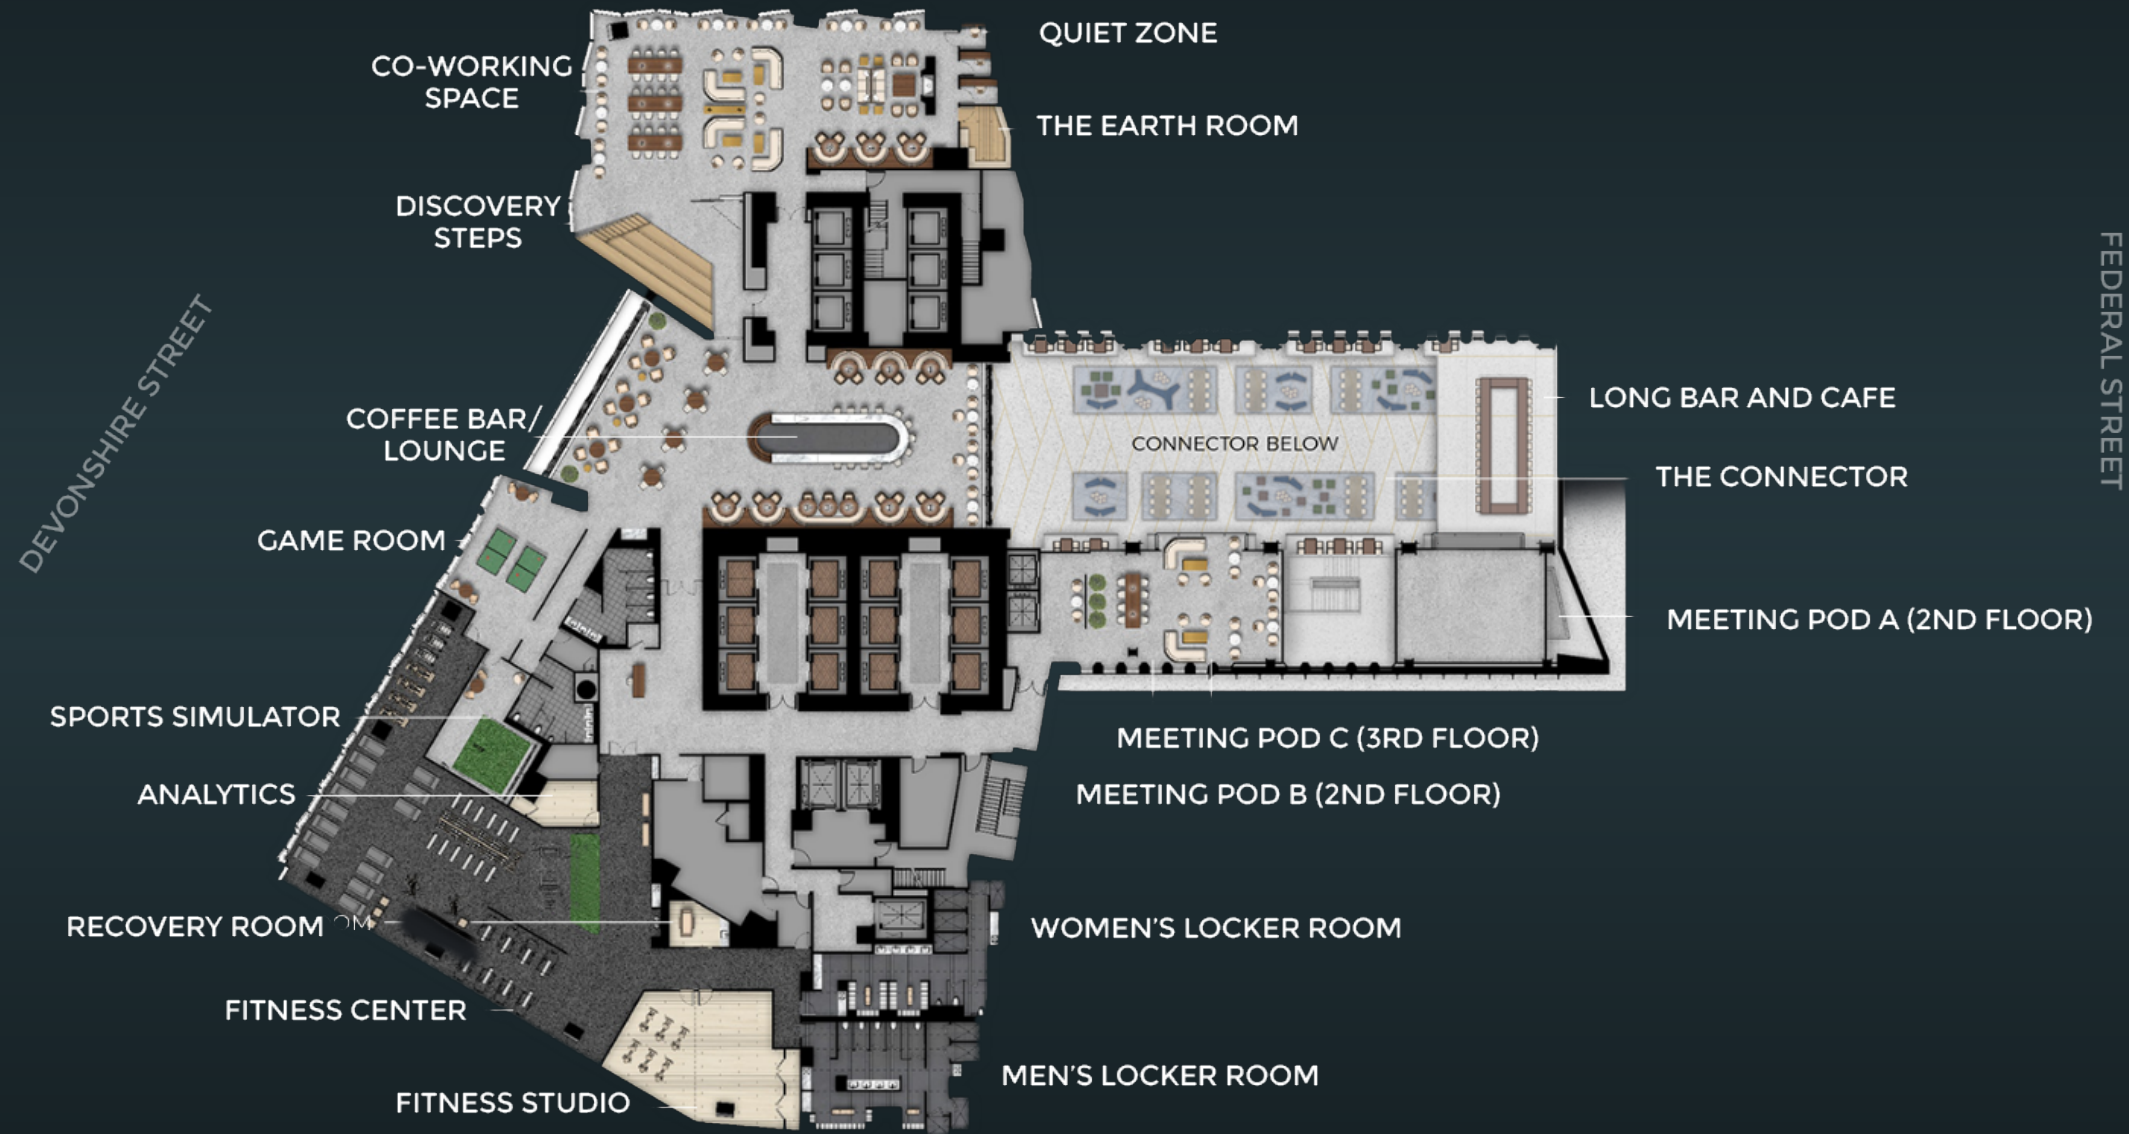 QUIET ZONE
CO-WORKING
SPACE
THE EARTH ROOM
DISCOVERY
STEPS
DEVONSHIRE STREET
FEDERAL STREET
LONG BAR AND CAFE
COFFEE BAR/
LOUNGE
CONNECTOR BELOW
THE CONNECTOR
GAME ROOM
MEETING POD A (2ND FLOOR)
SPORTS SIMULATOR
MEETING POD C (3RD FLOOR)
ANALYTICS
MEETING POD B (2ND FLOOR)
RECOVERY ROOM
WOMEN'S LOCKER ROOM
FITNESS CENTER
MEN'S LOCKER ROOM
FITNESS STUDIO